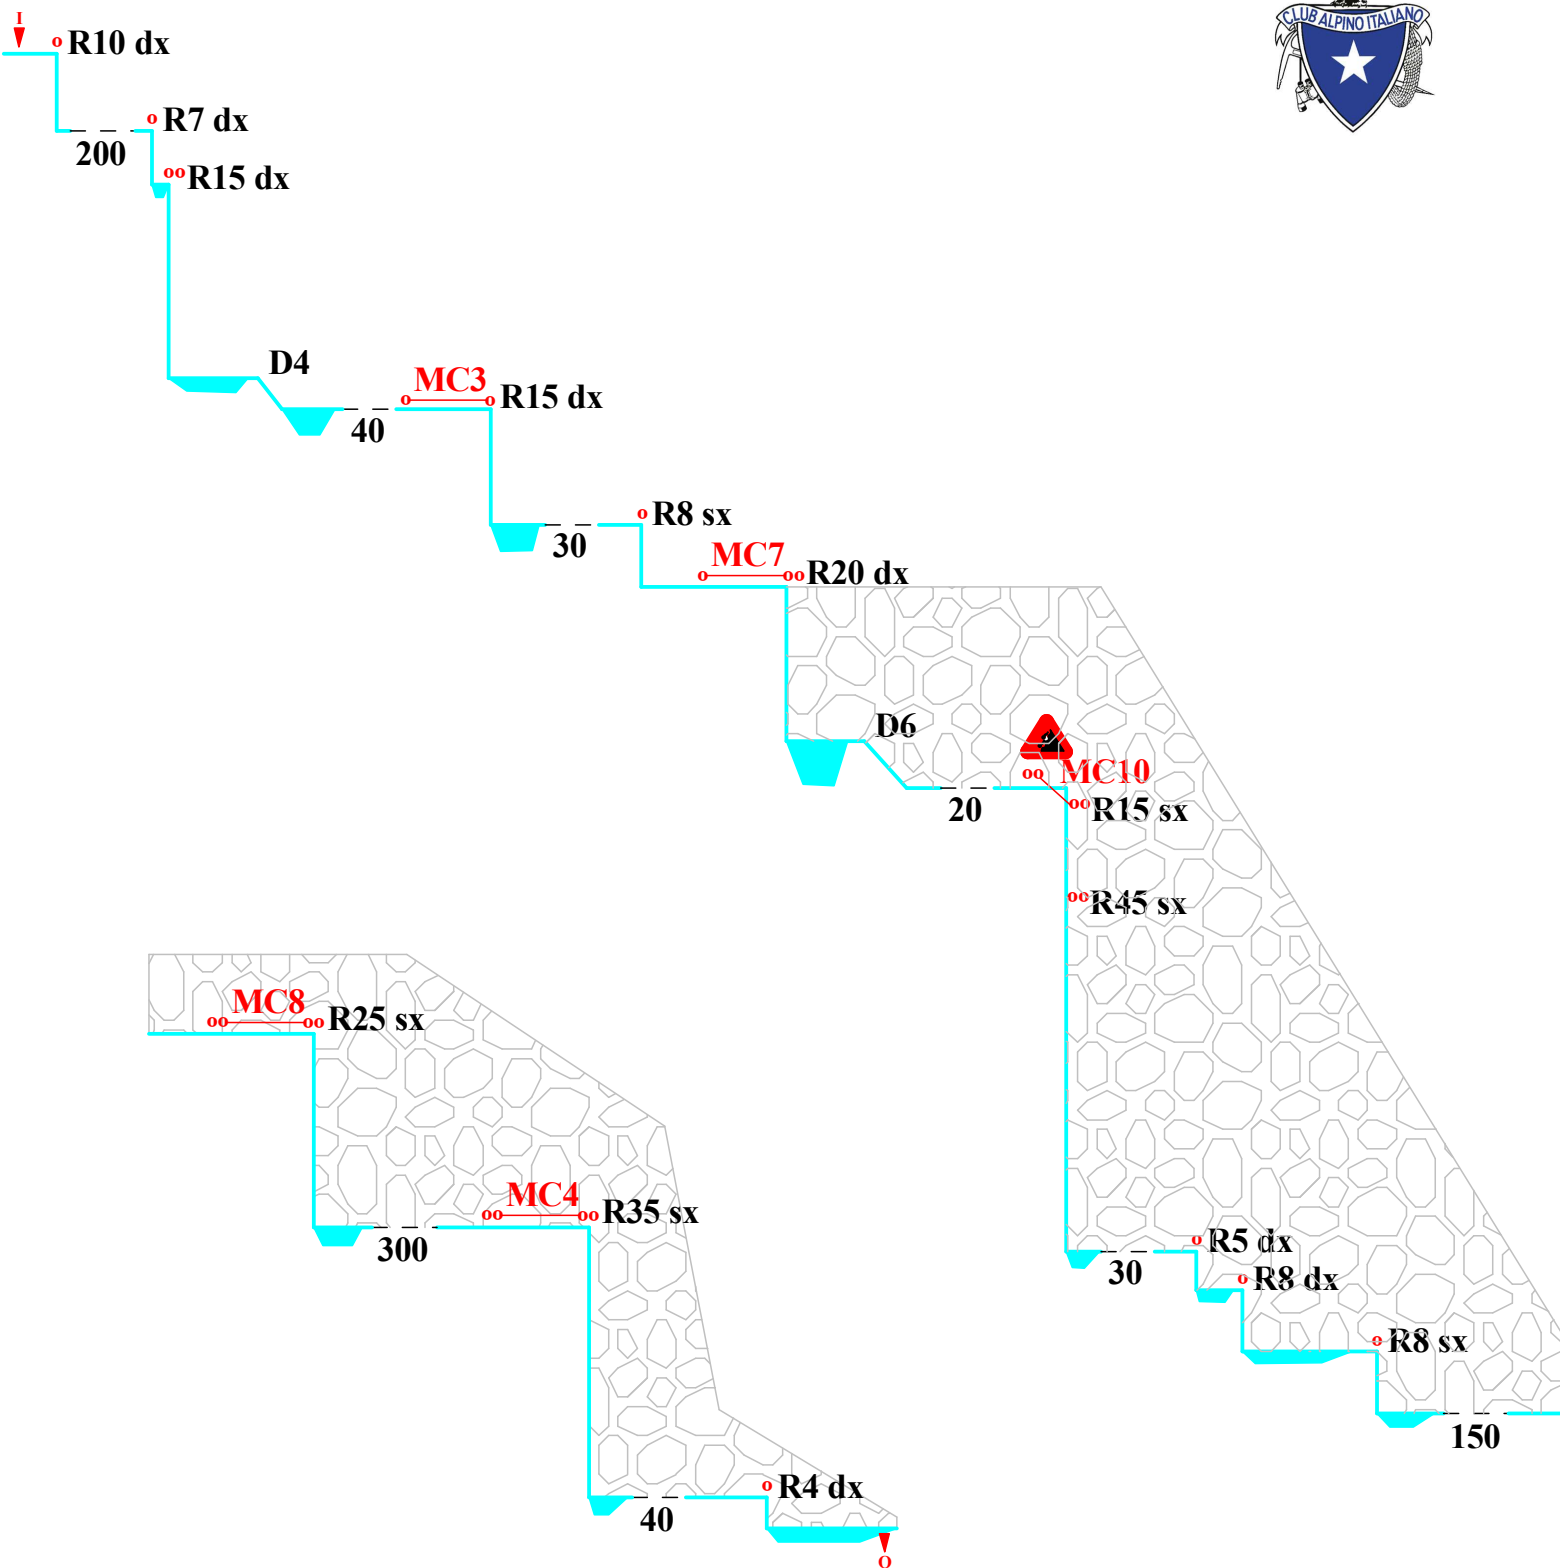 I
R10 dx
CLUB ALPINO ITALIANO
R7 dx
200
R15 dx
D4
MC3
R15 dx
40
R8 sx
30
MC7
R20 dx
D6
MC10
R15 sx
20
R45 sx
MC8
R25 sx
MC4
R35 sx
300
R5 dx
30
R8 dx
R8 sx
150
R4 dx
40
O